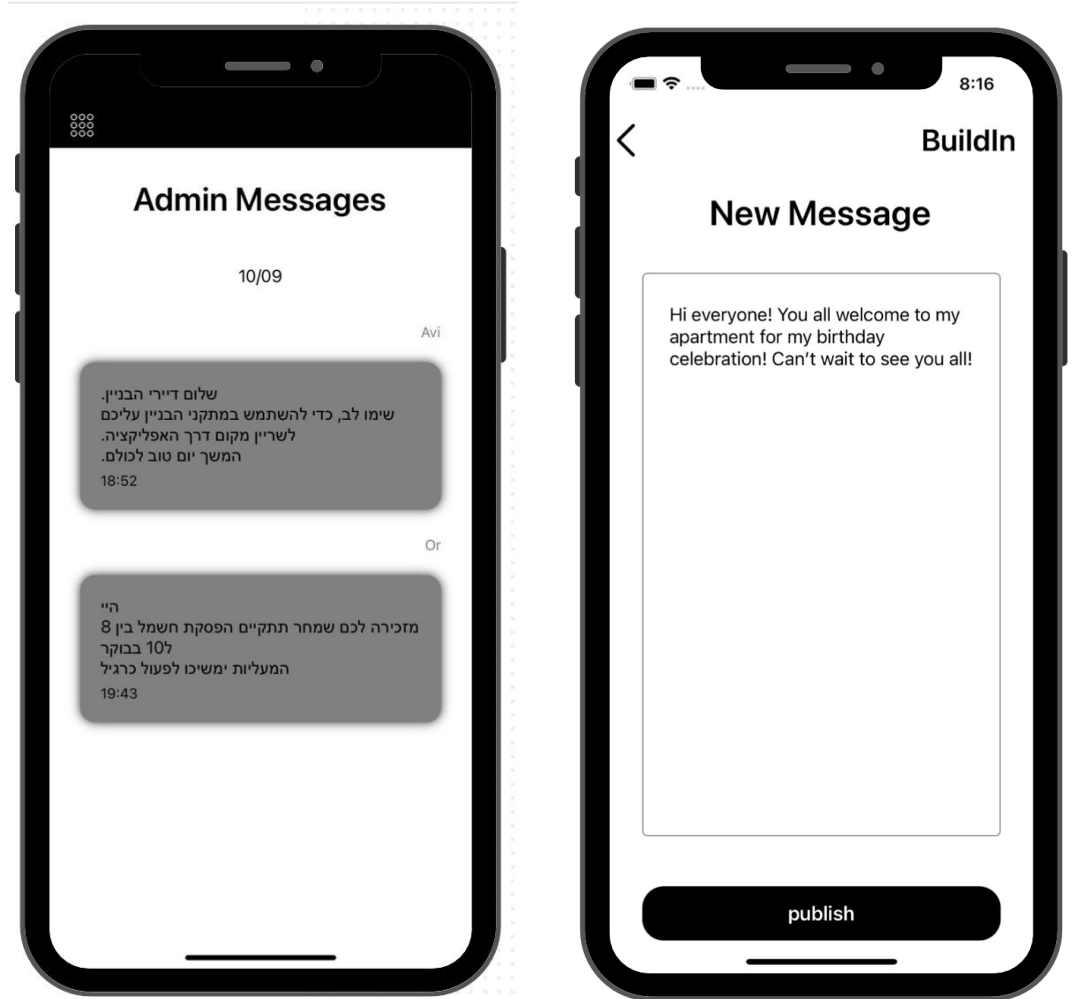 Admin Messages
10/09
Avi
שלום דיירי הבניין.
שימו לב, כדי להשתמש במתקני הבניין עליכם
לשריין מקום דרך האפליקציה.
המשך יום טוב לכולם.
18:52
Or
היי
מזכירה לכם שמחר תתקיים הפסקת חשמל בין 8
ל10 בבוקר
המעליות ימשיכו לפעול כרגיל
19:43
8:16
BuildIn
New Message
Hi everyone! You all welcome to my
apartment for my birthday
celebration! Can't wait to see you all!
publish